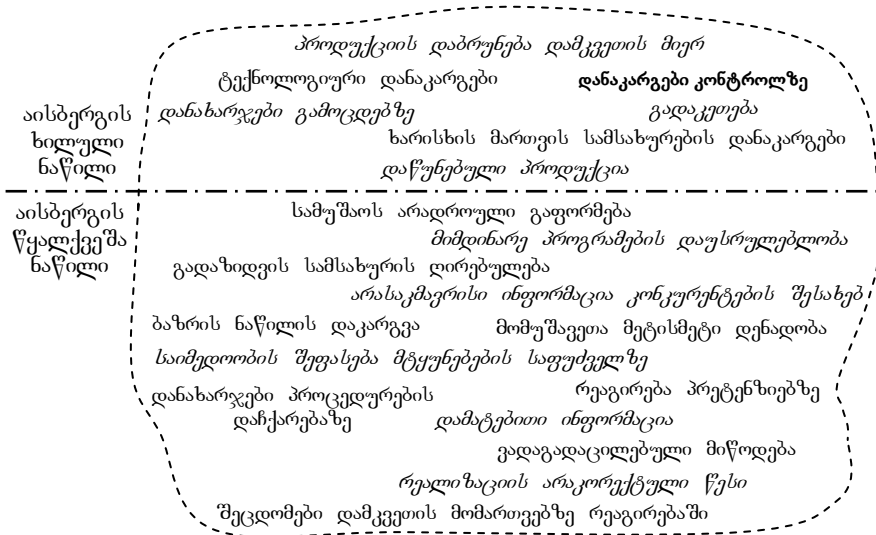 პროდუქციის დაბრუნება დამკვეთის მიერ
ტექნოლოგიური დანაკარგები
დანაკარგები კონტროლზე
აისბერგის
ხილული
ნაწილი
დანახარჯები გამოცდებზე
გადაკეთება
ხარისხის მართვის სამსახურების დანაკარგები
დაწუნებული პროდუქცია
აისბერგის
წყალქვეშა
ნაწილი
სამუშაოს არადროული გაფორმება
მიმდინარე პროგრამების დაუსრულებლობა
გადაზიდვის სამსახურის ღირებულება
არასაკმაერისი ინფორმაცია კონკურენტების შესახებ
ბაზრის ნაწილის დაკარგვა
მომუშავეთა მეტისმეტი დენადობა
საიმედოობის შეფასება მტყუნებების საფუძველზე
დანახარჯები პროცედურების
დაჩქარებაზე
რეაგირება პრეტენზიებზე
დამატებითი ინფორმაცია
ვადაგადაცილებული მიწოდება
რეალიზაციის არაკორექტული წესი
შეცდომები დამკვეთის მომართვებზე რეაგირებაში